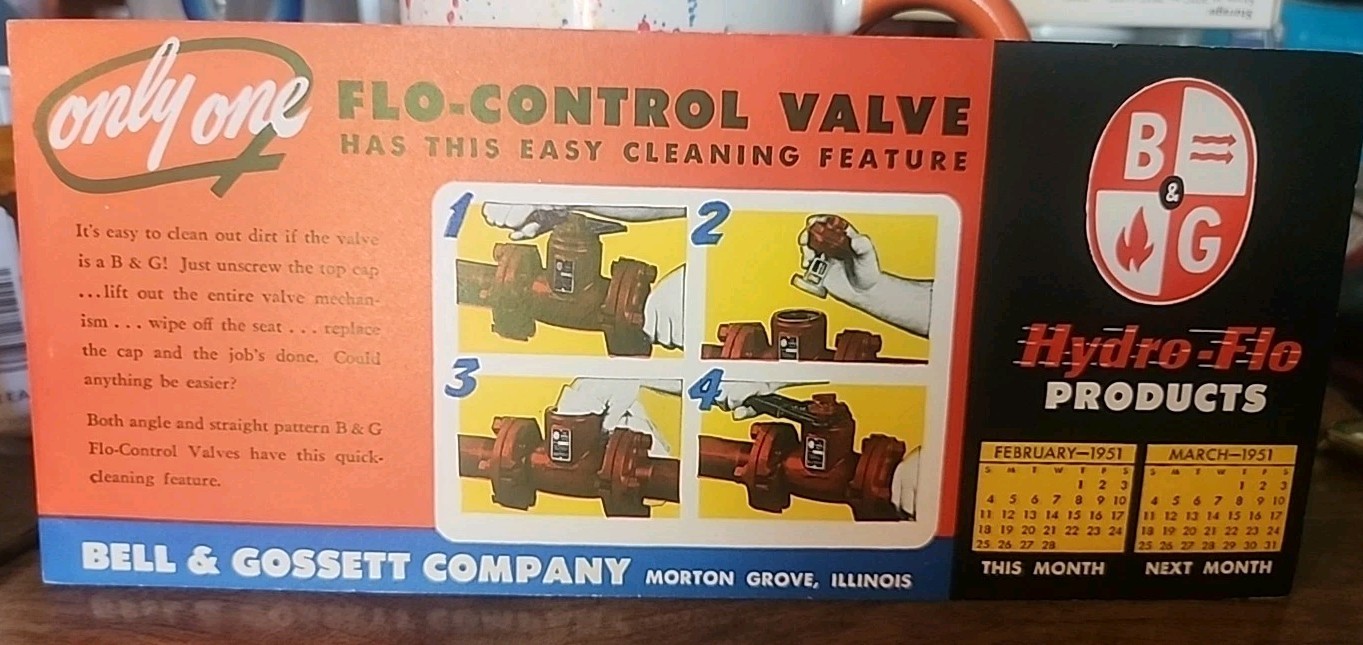 only one
FLO-CONTROL VALVE
HAS THIS EASY CLEANING FEATURE
It's easy to clean out dirt if the valve
is a B & G! Just unscrew the top cap
...lift out the entire valve mechan-
ism . . . wipe off the seat . . . replace
the cap and the job's done. Could
anything be easier?
Both angle and straight pattern B & G
Flo-Control Valves have this quick-
cleaning feature.
1
2
3
4
BELL & GOSSETT COMPANY MORTON GROVE, ILLINOIS
B
&
G
Hydro-Flo
PRODUCTS
FEBRUARY—1951
S M T W T F S
1 2 3
4 5 6 7 8 9 10
11 12 13 14 15 16 17
18 19 20 21 22 23 24
25 26 27 28
THIS MONTH
MARCH—1951
S M T W T F S
1 2 3
4 5 6 7 8 9 10
11 12 13 14 15 16 17
18 19 20 21 22 23 24
25 26 27 28 29 30 31
NEXT MONTH